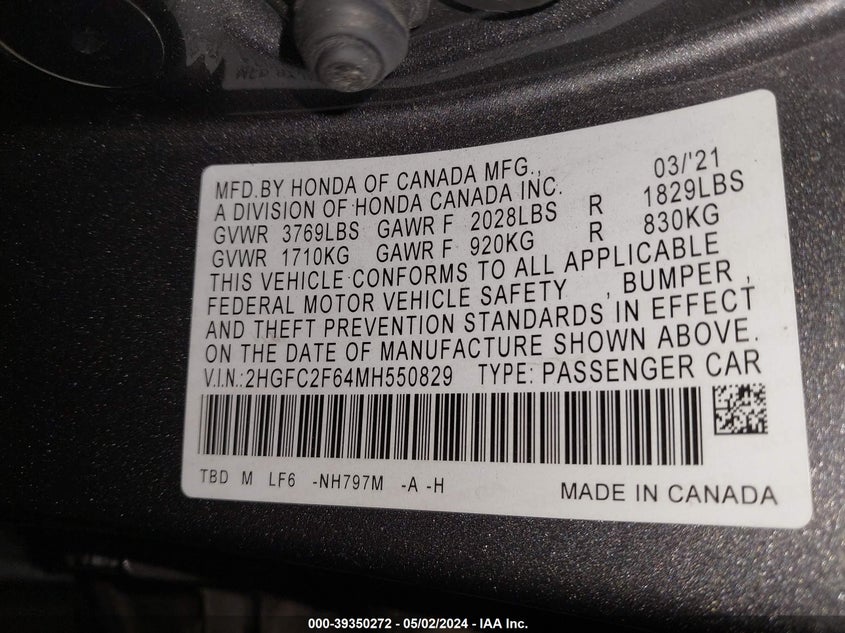 MFD.BY HONDA OF CANADA MFG., 03/'21
A DIVISION OF HONDA CANADA INC.
GVWR 3769LBS GAWR F 2028LBS R 1829LBS
GVWR 1710KG GAWR F 920KG R 830KG
THIS VEHICLE CONFORMS TO ALL APPLICABLE
FEDERAL MOTOR VEHICLE SAFETY , BUMPER ,
AND THEFT PREVENTION STANDARDS IN EFFECT
ON THE DATE OF MANUFACTURE SHOWN ABOVE.
V.I.N.:2HGFC2F64MH550829 TYPE: PASSENGER CAR
TBD M LF6 -NH797M -A -H MADE IN CANADA
000-39350272 - 05/02/2024 - IAA Inc.